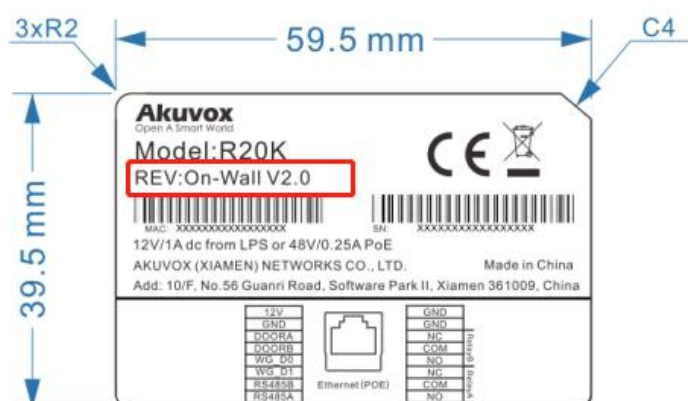 3xR2
59.5 mm
C4
39.5 mm
Akuvox
Open A Smart World
Model:R20K
REV:On-Wall V2.0
CE
MAC: XXXXXXXXXXXXXXXXX
SN: XXXXXXXXXXXXXXXXX
12V/1A dc from LPS or 48V/0.25A PoE
AKUVOX (XIAMEN) NETWORKS CO., LTD.
Made in China
Add: 10/F, No.56 Guanri Road, Software Park II, Xiamen 361009, China
12V
GND
DOORA
DOORB
WG_D0
WG_D1
RS485B
RS485A
Ethernet (POE)
GND
GND
NC
COM
NO
NC
COM
NO
RelayB
RelayA